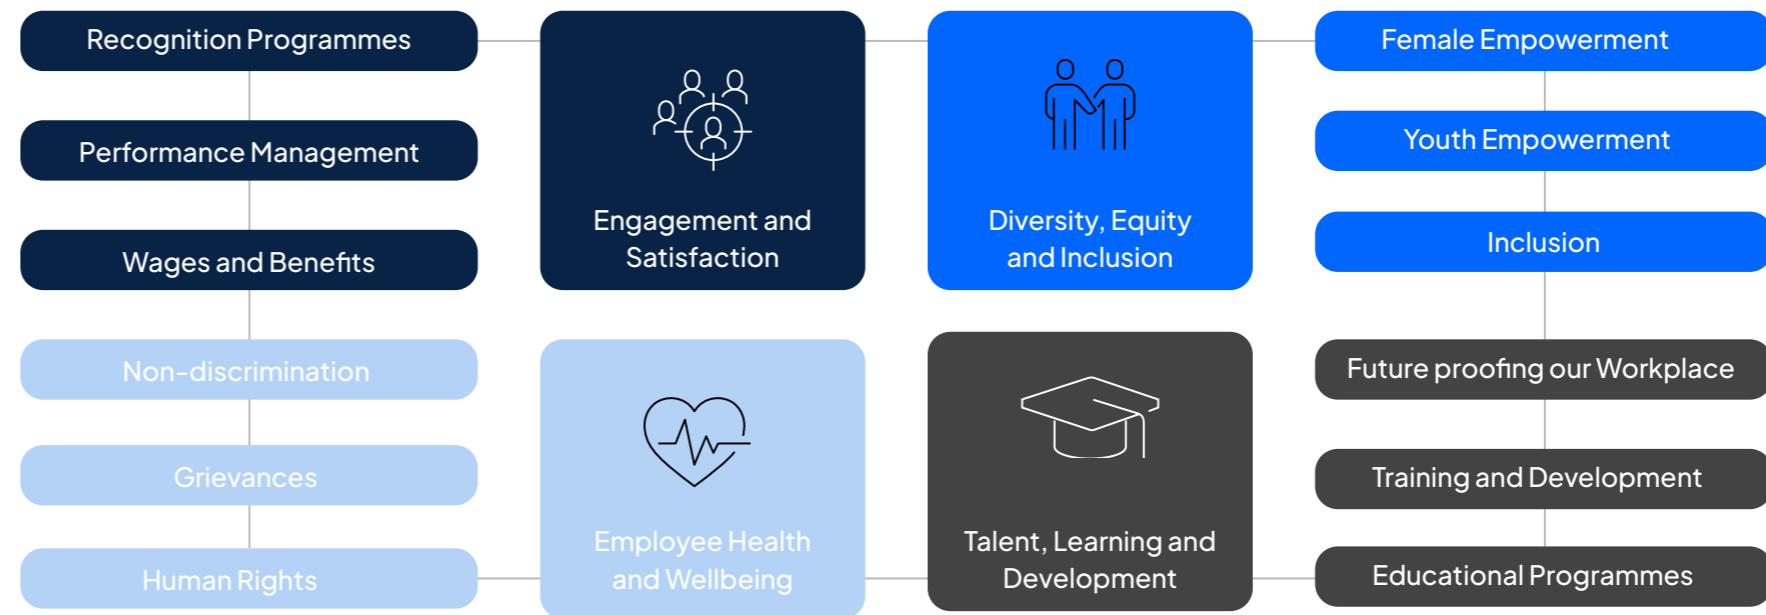 Recognition Programmes
Performance Management
Wages and Benefits
Non-discrimination
Grievances
Human Rights
Engagement and
Satisfaction
Employee Health
and Wellbeing
Diversity, Equity
and Inclusion
Talent, Learning and
Development
Female Empowerment
Youth Empowerment
Inclusion
Future proofing our Workplace
Training and Development
Educational Programmes